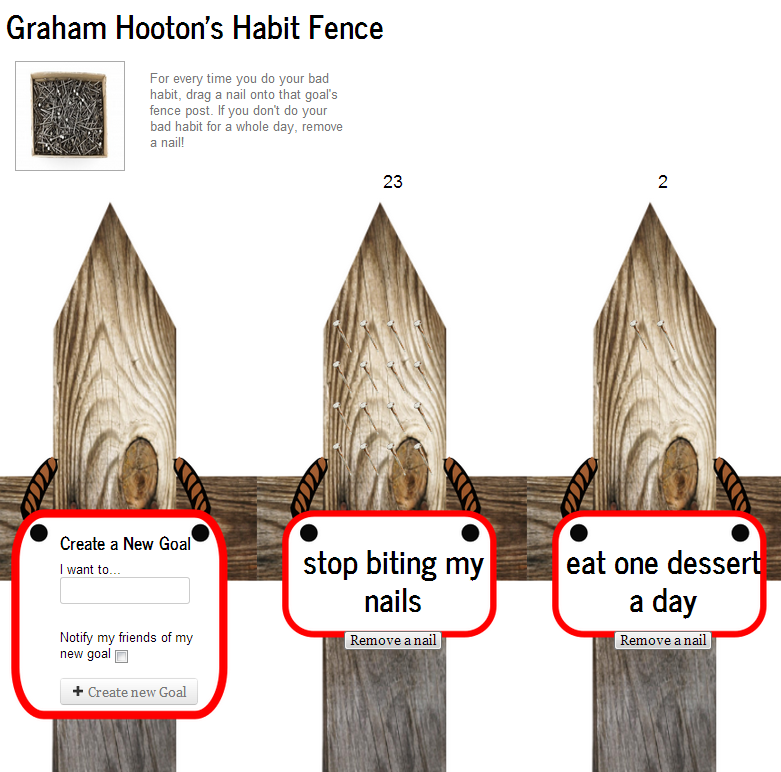 Graham Hooton's Habit Fence
For every time you do your bad
habit, drag a nail onto that goal's
fence post. If you don't do your
bad habit for a whole day, remove
a nail!
23
2
Create a New Goal
I want to...
Notify my friends of my
new goal
+ Create new Goal
stop biting my
nails
Remove a nail
eat one dessert
a day
Remove a nail